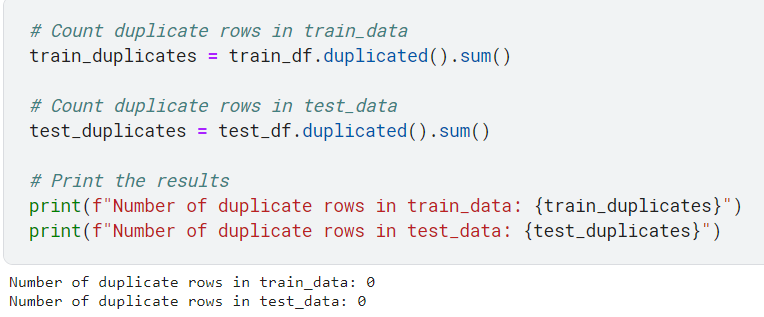 # Count duplicate rows in train_data
train_duplicates = train_df.duplicated().sum()
# Count duplicate rows in test_data
test_duplicates = test_df.duplicated().sum()
# Print the results
print(f"Number of duplicate rows in train_data: {train_duplicates}")
print(f"Number of duplicate rows in test_data: {test_duplicates}")
Number of duplicate rows in train_data: 0
Number of duplicate rows in test_data: 0